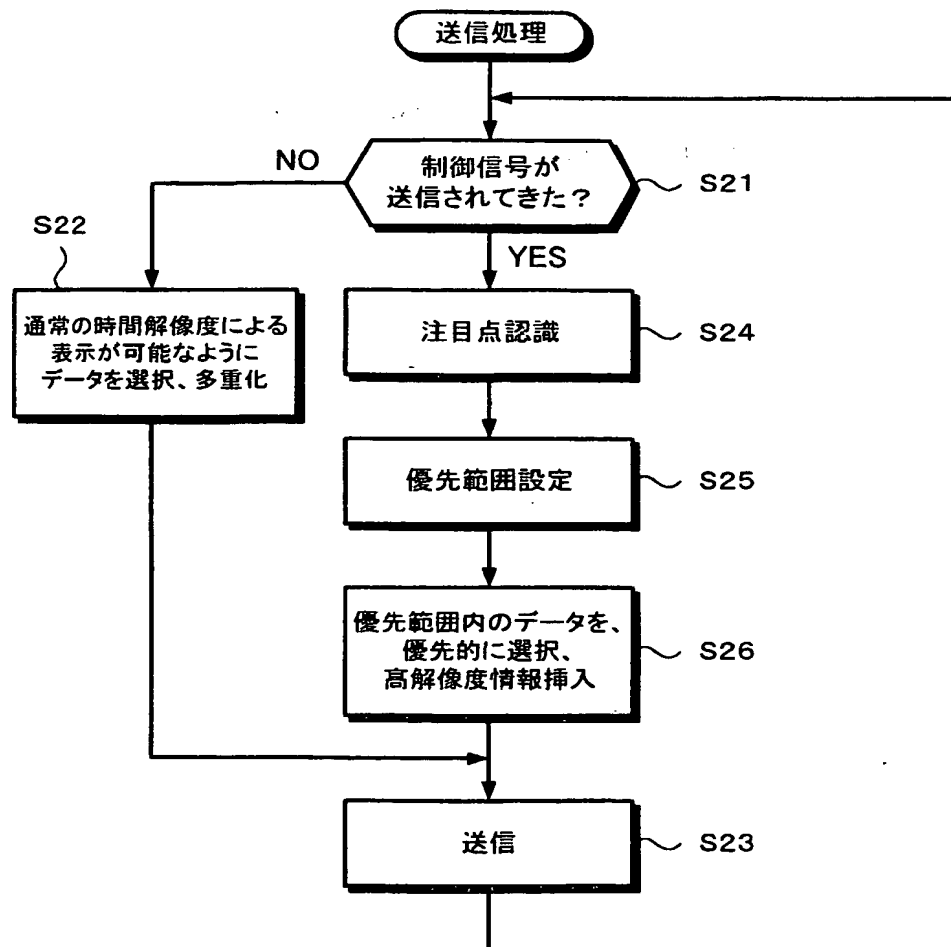 送信処理
制御信号が
送信されてきた？
S21
NO
YES
S22
通常の時間解像度による
表示が可能なように
データを選択、多重化
注目点認識
S24
優先範囲設定
S25
優先範囲内のデータを、
優先的に選択、
高解像度情報挿入
S26
送信
S23